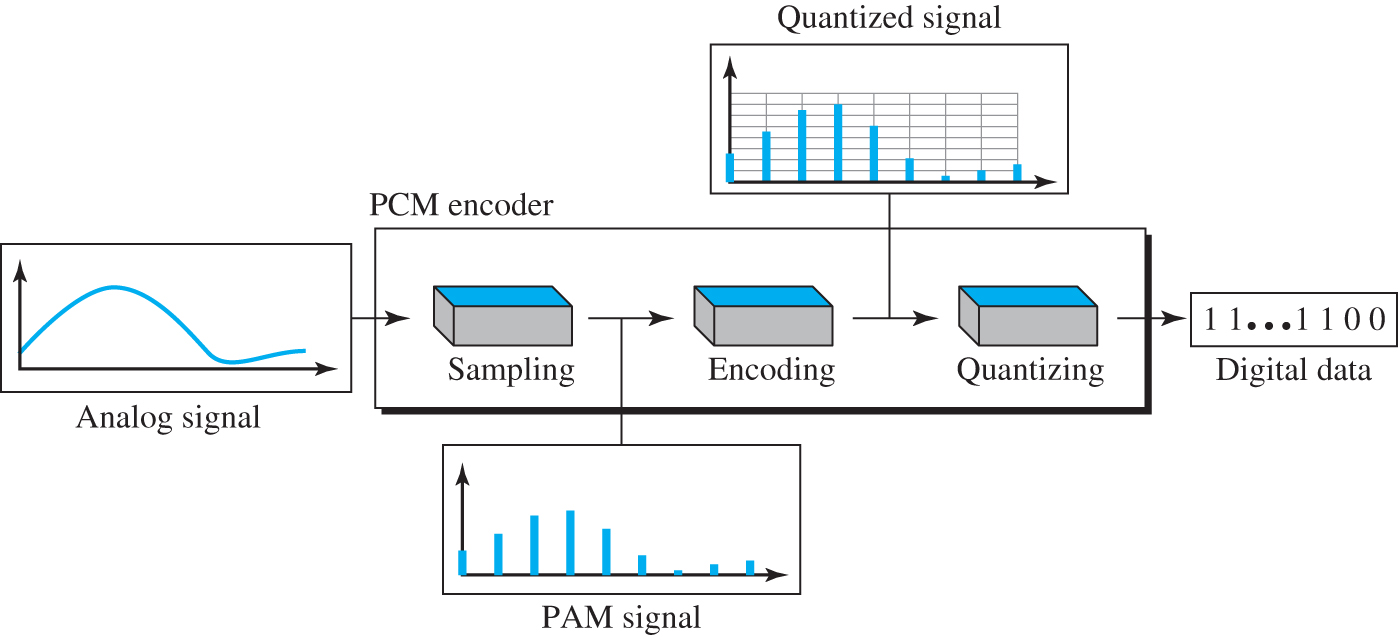 Quantized signal
PCM encoder
Sampling
Encoding
Quantizing
1 1...1 1 0 0
Digital data
Analog signal
PAM signal